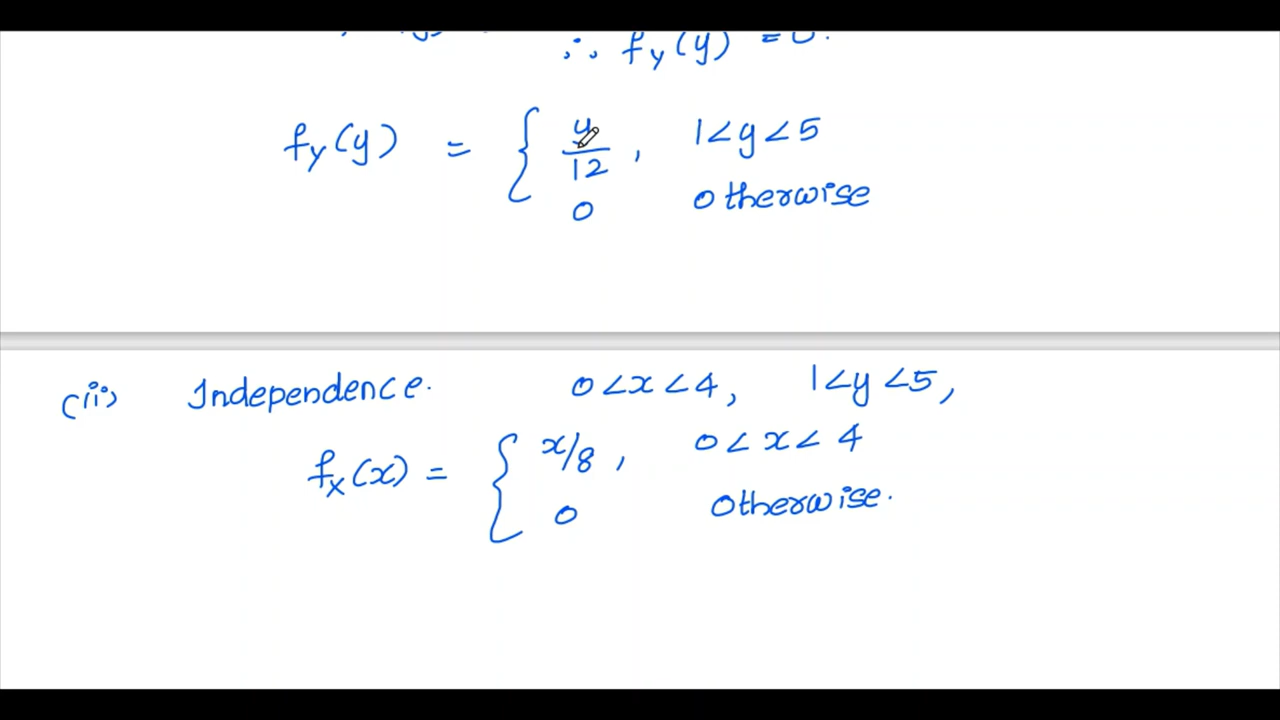 ∴ f_Y(y) = 0.
f_Y(y) = { y/12 , 1<y<5
0 otherwise
(ii) Independence. 0<x<4, 1<y<5,
f_X(x) = { x/8 , 0<x<4
0 otherwise.